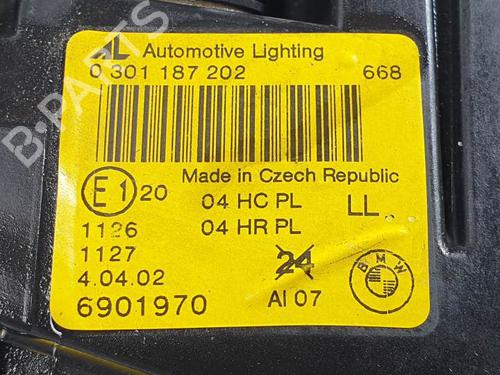 AL Automotive Lighting
0 301 187 202 668
Made in Czech Republic
E1 20 04 HC PL LL
1126 04 HR PL
1127 24
4.04.02 AI 07
6901970 BMW
B-PARTS